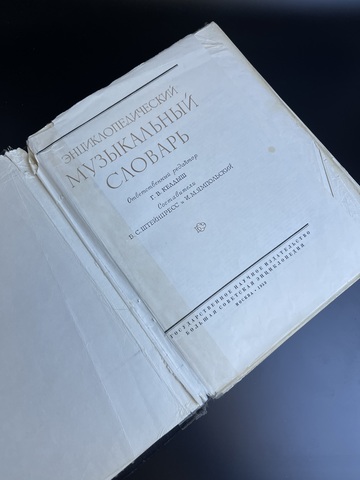 ЭНЦИКЛОПЕДИЧЕСКИЙ
МУЗЫКАЛЬНЫЙ
СЛОВАРЬ
Ответственный редактор
Г. В. КЕЛДЫШ
Составители
Б. С. ШТЕЙНПРЕСС и И. М. ЯМПОЛЬСКИЙ
ГОСУДАРСТВЕННОЕ НАУЧНОЕ ИЗДАТЕЛЬСТВО
БОЛЬШАЯ СОВЕТСКАЯ ЭНЦИКЛОПЕДИЯ
МОСКВА •